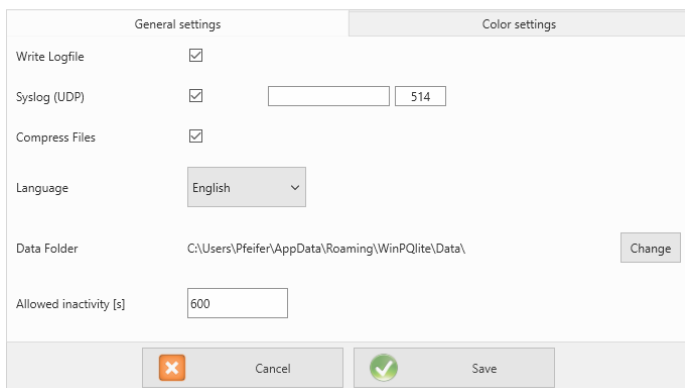 General settings
Color settings
Write Logfile
Syslog (UDP) 514
Compress Files
Language English
Data Folder C:\Users\Pfeifer\AppData\Roaming\WinPQlite\Data\ Change
Allowed inactivity [s] 600
Cancel
Save